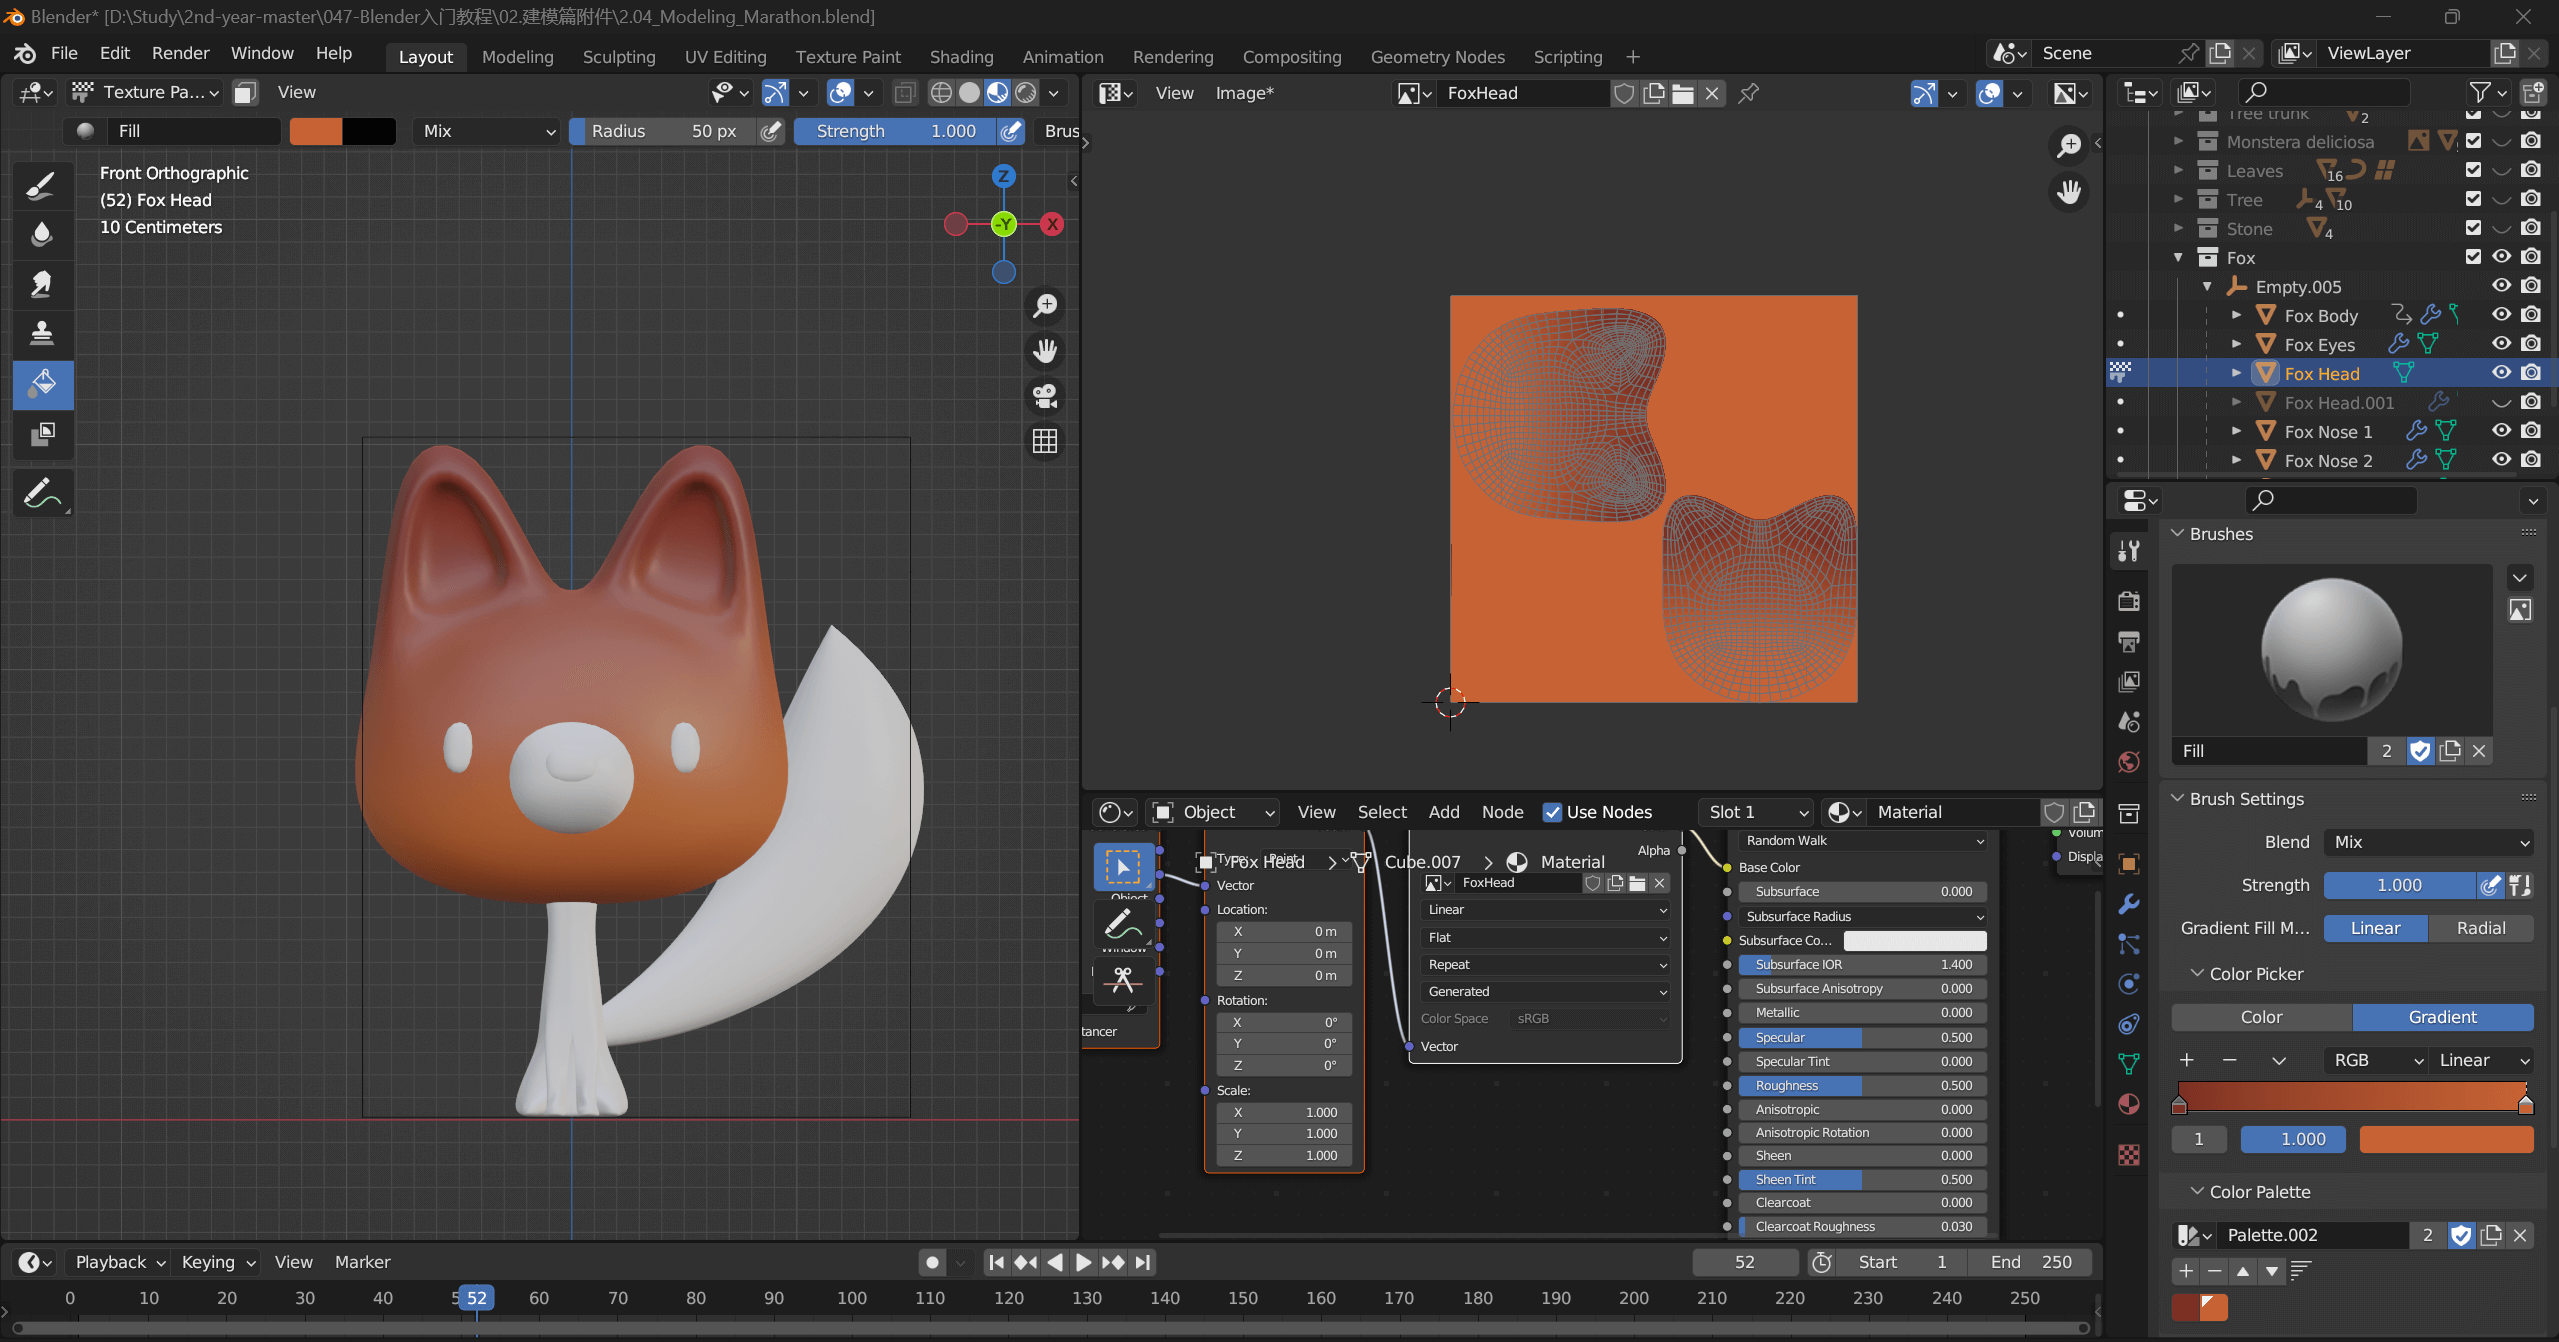 Blender* [D:\Study\2nd-year-master\047-Blender入门教程\02.建模篇附件\2.04_Modeling_Marathon.blend]
File Edit Render Window Help Layout Modeling Sculpting UV Editing Texture Paint Shading Animation Rendering Compositing Geometry Nodes Scripting + Scene ViewLayer
Texture Pa... View
Fill Mix Radius 50 px Strength 1.000 Brus
Front Orthographic
(52) Fox Head
10 Centimeters
Z
-Y
X
View Image* FoxHead
Tree trunk 2
Monstera deliciosa
Leaves 16
Tree 4 10
Stone 4
Fox
Empty.005
Fox Body
Fox Eyes
Fox Head
Fox Head.001
Fox Nose 1
Fox Nose 2
Brushes
Fill 2
Brush Settings
Blend Mix
Strength 1.000
Gradient Fill M... Linear Radial
Color Picker
Color Gradient
RGB Linear
1 1.000
Color Palette
Palette.002 2
Object View Select Add Node Use Nodes Slot 1 Material
Fox Head > Cube.007 > Material
Type: Point
Vector
Location:
X 0 m
Y 0 m
Z 0 m
Rotation:
X 0°
Y 0°
Z 0°
Scale:
X 1.000
Y 1.000
Z 1.000
Object
Window
tancer
Alpha
FoxHead
Linear
Flat
Repeat
Generated
Color Space sRGB
Vector
Random Walk
Base Color
Subsurface 0.000
Subsurface Radius
Subsurface Co...
Subsurface IOR 1.400
Subsurface Anisotropy 0.000
Metallic 0.000
Specular 0.500
Specular Tint 0.000
Roughness 0.500
Anisotropic 0.000
Anisotropic Rotation 0.000
Sheen 0.000
Sheen Tint 0.500
Clearcoat 0.000
Clearcoat Roughness 0.030
Volum
Displa
Playback Keying View Marker 52 Start 1 End 250
0 10 20 30 40 5 52 60 70 80 90 100 110 120 130 140 150 160 170 180 190 200 210 220 230 240 250